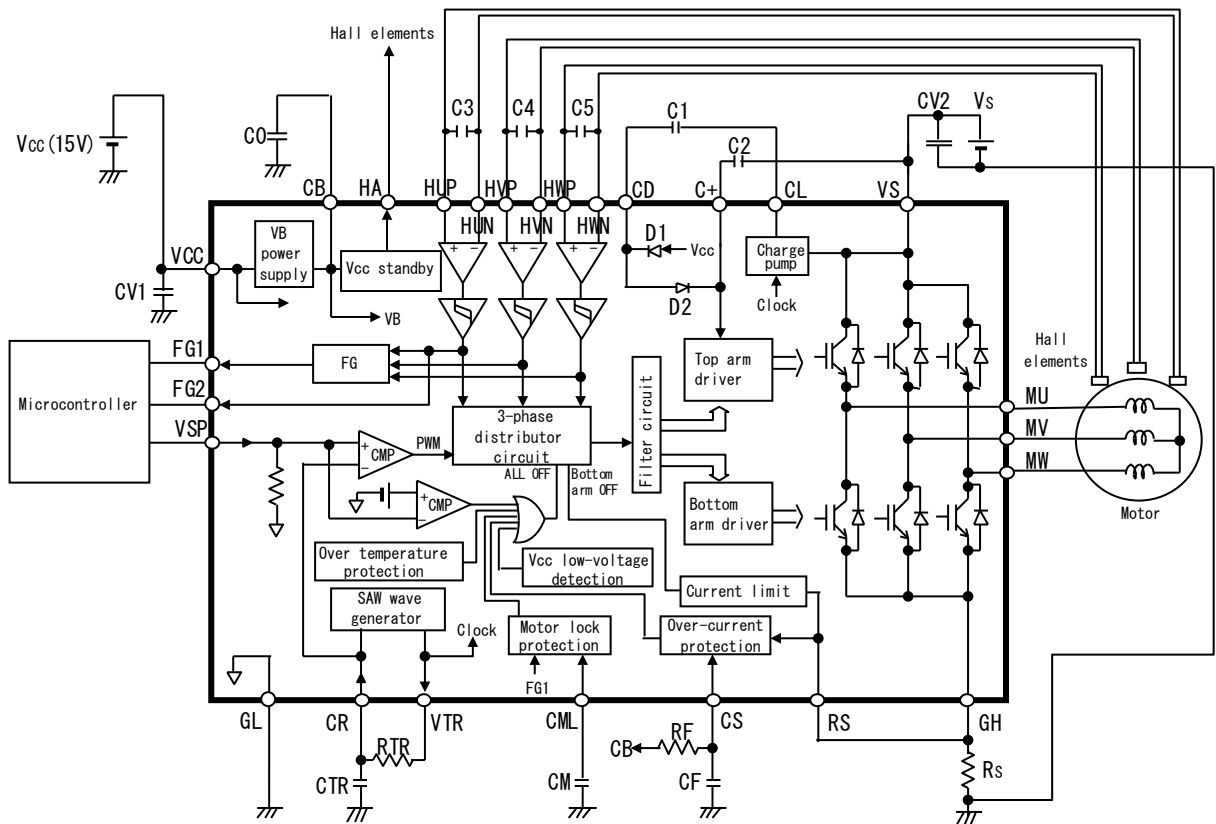 Hall elements
C3
C4
C5
C1
C2
CV2
Vs
Vcc(15V)
C0
CB
HA
HUP
HVP
HWP
CD
C+
CL
VS
HUN
HVN
HWN
VCC
CV1
VB
power
supply
Vcc standby
VB
D1
Vcc
D2
Charge
pump
Clock
Hall
elements
FG1
FG
FG2
Microcontroller
VSP
Top arm
driver
Filter circuit
MU
MV
MW
3-phase
distributor
circuit
CMP
PWM
ALL OFF
Bottom
arm OFF
CMP
Bottom
arm driver
Motor
Over temperature
protection
Vcc low-voltage
detection
SAW wave
generator
Clock
Motor lock
protection
FG1
Current limit
Over-current
protection
GL
CR
VTR
CML
CS
RS
GH
RTR
CTR
CM
CB
RF
CF
Rs